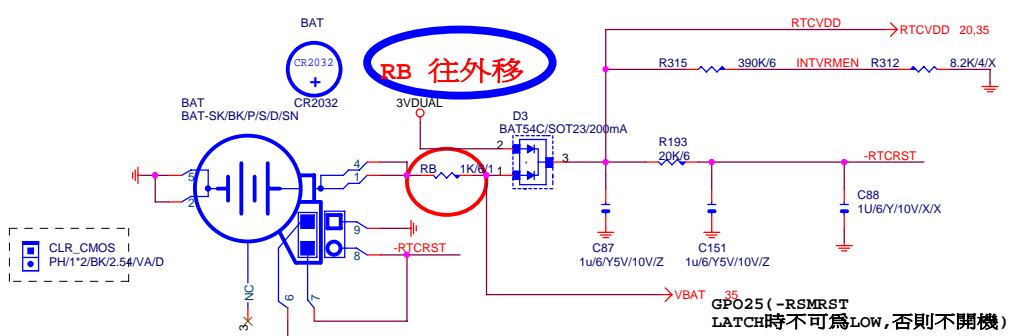 BAT
CR2032
+
CR2032
RB 往外移
RTCVDD
RTCVDD 20,35
R315 390K/6 INTVRMEN R312 8.2K/4/X
3VDUAL
BAT
BAT-SK/BK/P/S/D/SN
D3
BAT54C/SOT23/200mA
2
3
1
R193
20K/6
-RTCRST
4
1
RB 1K/6/1
5
2
C88
1U/6/Y/10V/X/X
9
-RTCRST
8
C87
1u/6/Y5V/10V/Z
C151
1u/6/Y5V/10V/Z
CLR_CMOS
PH/1*2/BK/2.54/VA/D
3
NC
6
7
VBAT 35
GPO25(-RSMRST
LATCH時不可爲LOW,否則不開機)